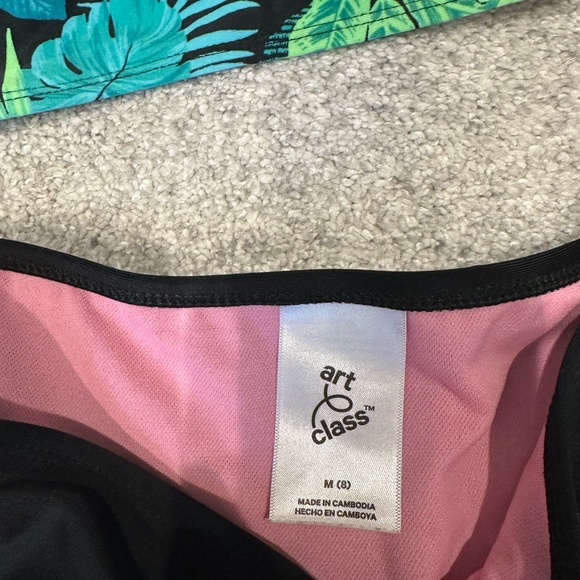 art
class™
M (8)
MADE IN CAMBODIA
HECHO EN CAMBOYA